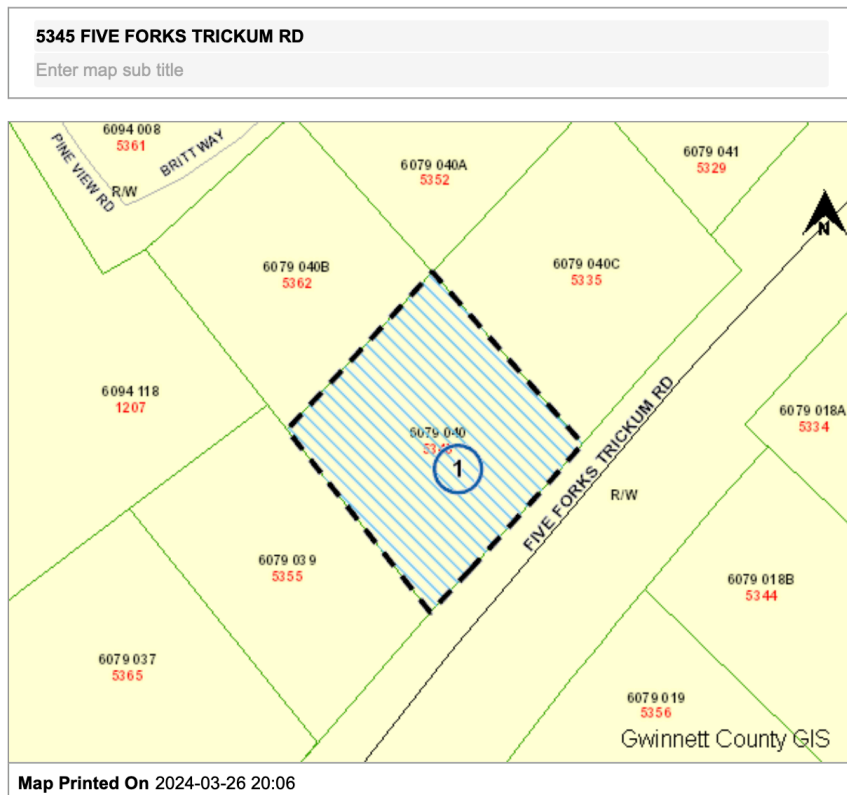 5345 FIVE FORKS TRICKUM RD
Enter map sub title
6094 008
5361
PINE VIEW RD
BRITT WAY
R/W
6079 040A
5352
6079 041
5329
N
6079 040B
5362
6079 040C
5335
6094 118
1207
6079 018A
5334
6079 040
1
FIVE FORKS TRICKUM RD
R/W
6079 039
5355
6079 018B
5344
6079 037
5365
6079 019
5356
Gwinnett County GIS
Map Printed On 2024-03-26 20:06